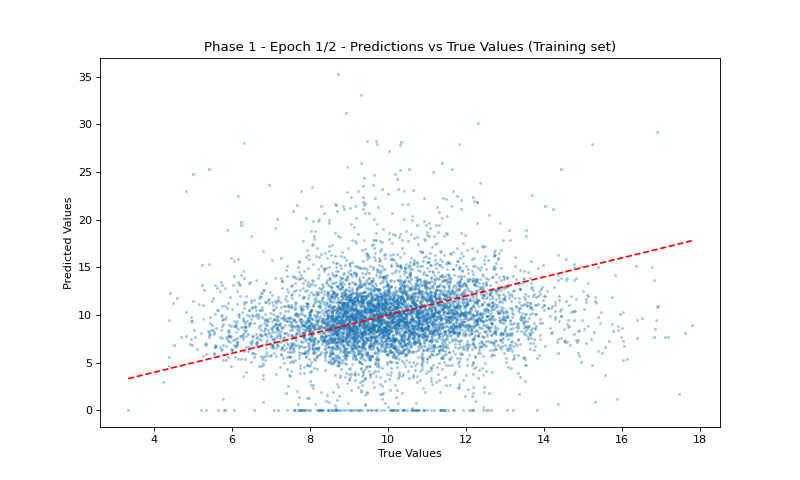 Phase 1 - Epoch 1/2 - Predictions vs True Values (Training set)
35
30
25
20
15
10
5
0
Predicted Values
4 6 8 10 12 14 16 18
True Values